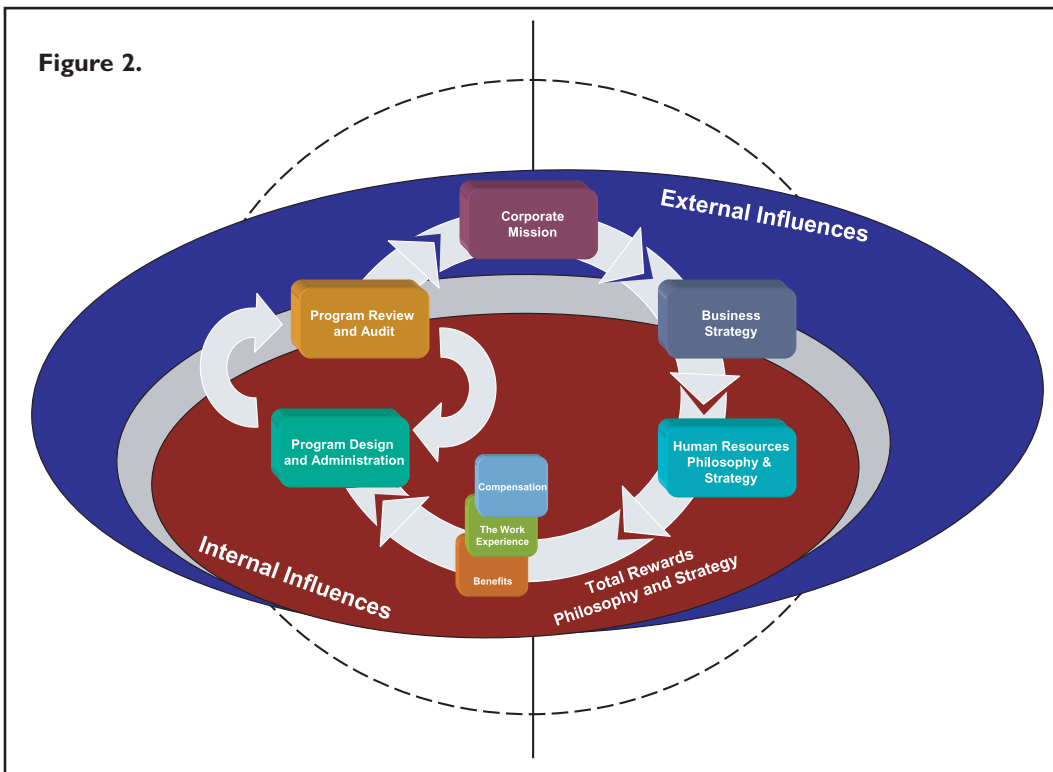 Figure 2.
External Influences
Corporate
Mission
Program Review
and Audit
Business
Strategy
Program Design
and Administration
Human Resources
Philosophy &
Strategy
Compensation
The Work
Experience
Benefits
Internal Influences
Total Rewards
Philosophy and Strategy